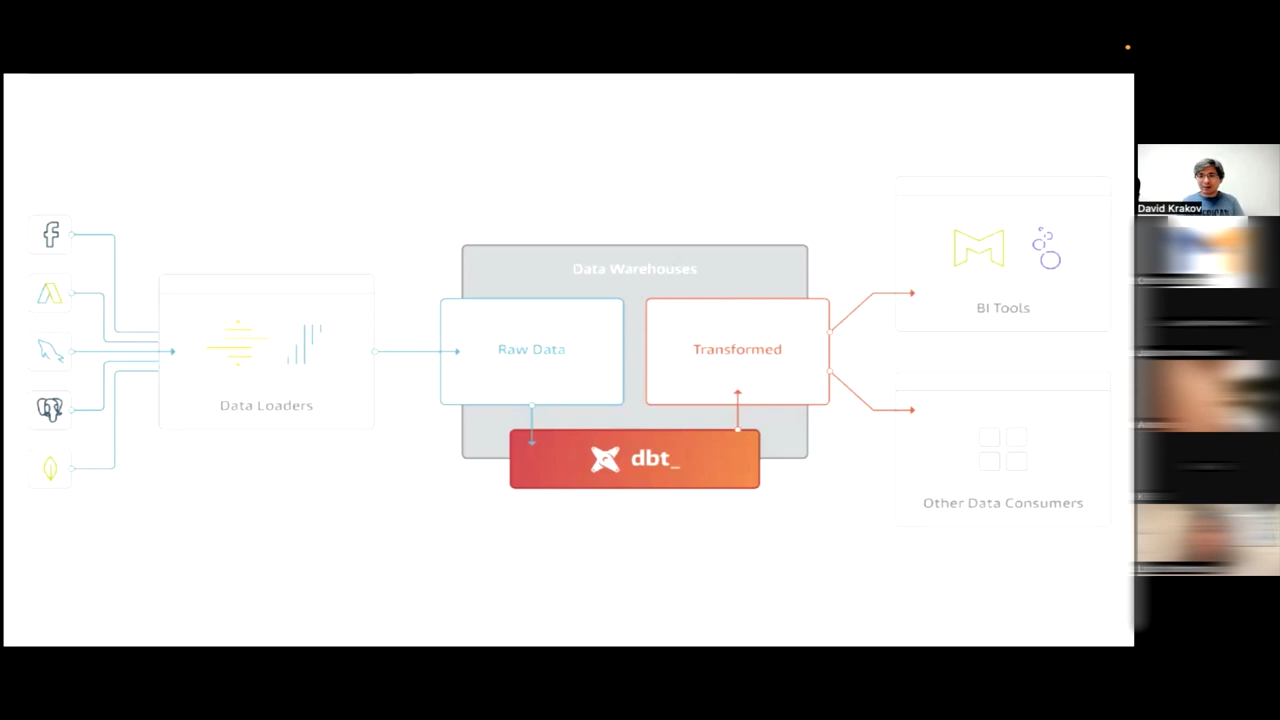 Data Warehouses
Raw Data
Transformed
Data Loaders
dbt_
BI Tools
Other Data Consumers
David Krakov